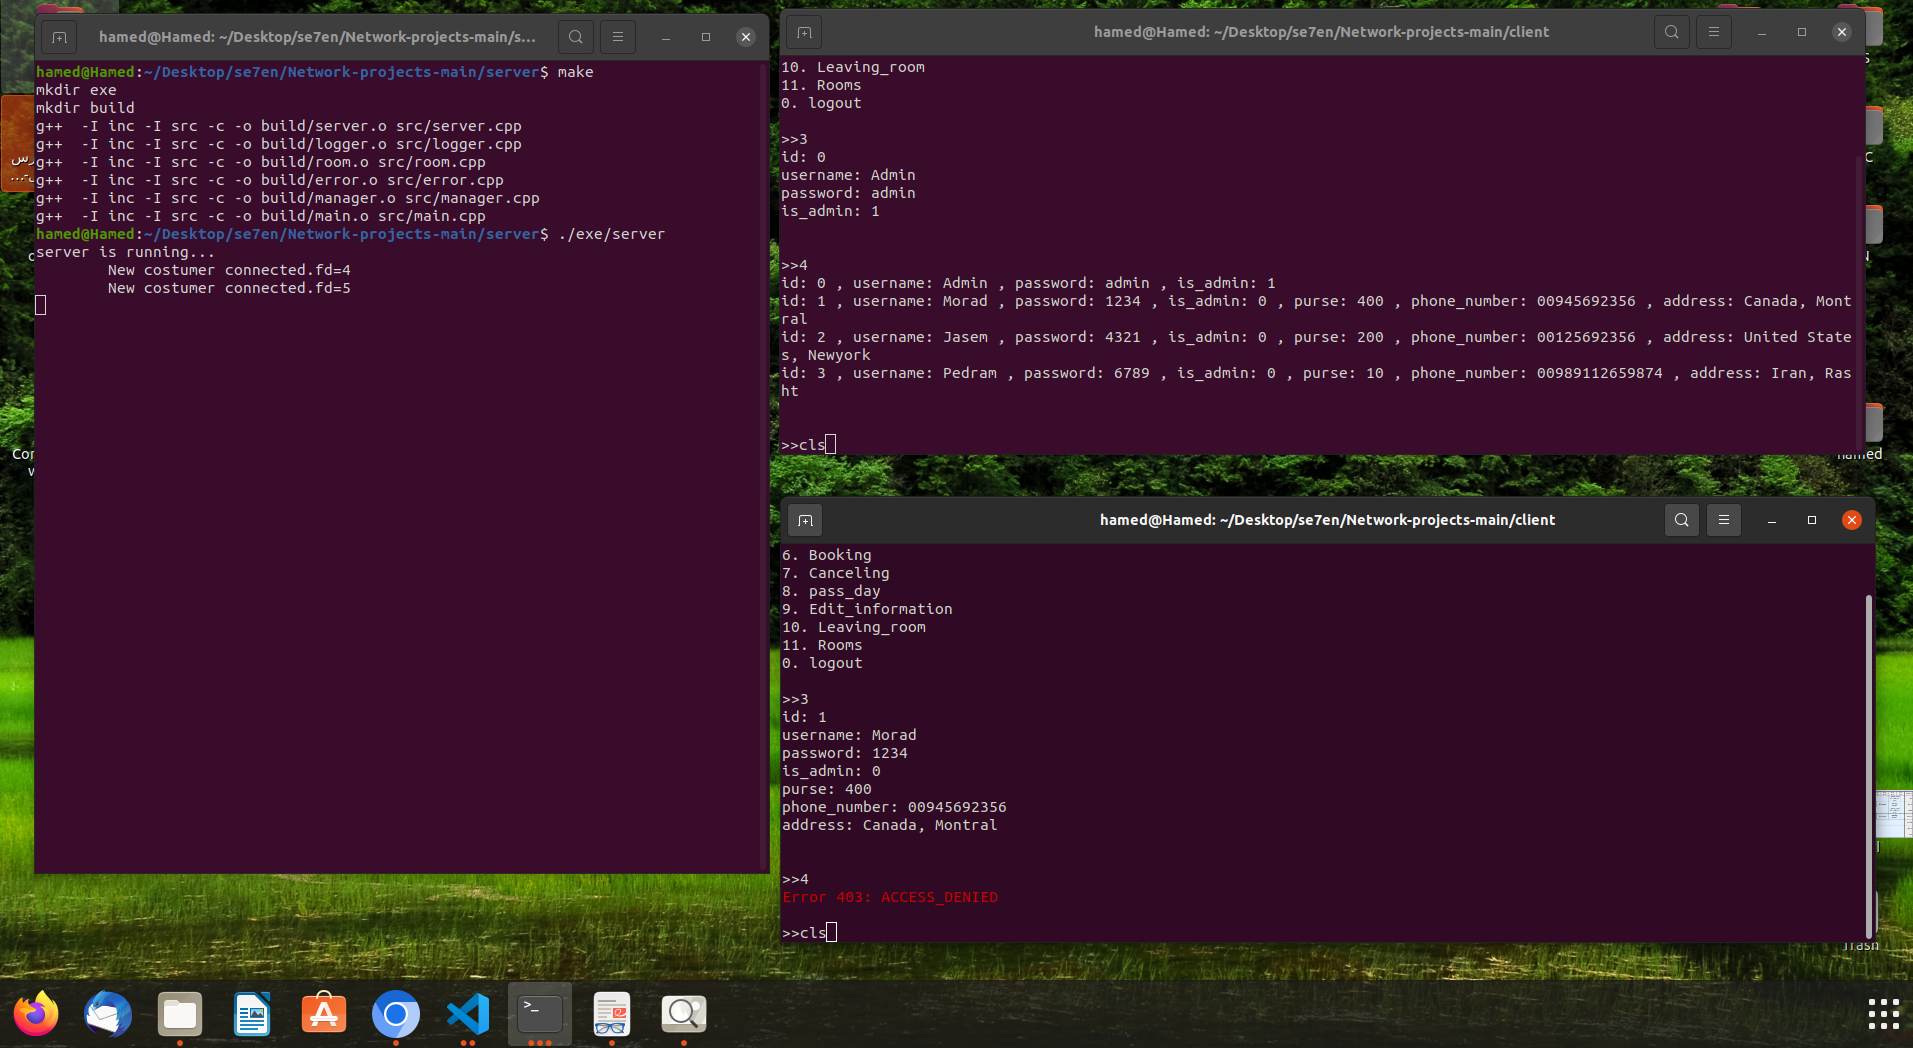 hamed@Hamed: ~/Desktop/se7en/Network-projects-main/s...
hamed@Hamed:~/Desktop/se7en/Network-projects-main/server$ make
mkdir exe
mkdir build
g++  -I inc -I src -c -o build/server.o src/server.cpp
g++  -I inc -I src -c -o build/logger.o src/logger.cpp
g++  -I inc -I src -c -o build/room.o src/room.cpp
g++  -I inc -I src -c -o build/error.o src/error.cpp
g++  -I inc -I src -c -o build/manager.o src/manager.cpp
g++  -I inc -I src -c -o build/main.o src/main.cpp
hamed@Hamed:~/Desktop/se7en/Network-projects-main/server$ ./exe/server
server is running...
New costumer connected.fd=4
New costumer connected.fd=5
hamed@Hamed: ~/Desktop/se7en/Network-projects-main/client
10. Leaving_room
11. Rooms
0. logout
>>3
id: 0
username: Admin
password: admin
is_admin: 1
>>4
id: 0 , username: Admin , password: admin , is_admin: 1
id: 1 , username: Morad , password: 1234 , is_admin: 0 , purse: 400 , phone_number: 00945692356 , address: Canada, Mont
ral
id: 2 , username: Jasem , password: 4321 , is_admin: 0 , purse: 200 , phone_number: 00125692356 , address: United State
s, Newyork
id: 3 , username: Pedram , password: 6789 , is_admin: 0 , purse: 10 , phone_number: 00989112659874 , address: Iran, Ras
ht
>>cls
hamed@Hamed: ~/Desktop/se7en/Network-projects-main/client
6. Booking
7. Canceling
8. pass_day
9. Edit_information
10. Leaving_room
11. Rooms
0. logout
>>3
id: 1
username: Morad
password: 1234
is_admin: 0
purse: 400
phone_number: 00945692356
address: Canada, Montral
>>4
Error 403: ACCESS_DENIED
>>cls
hamed
Trash